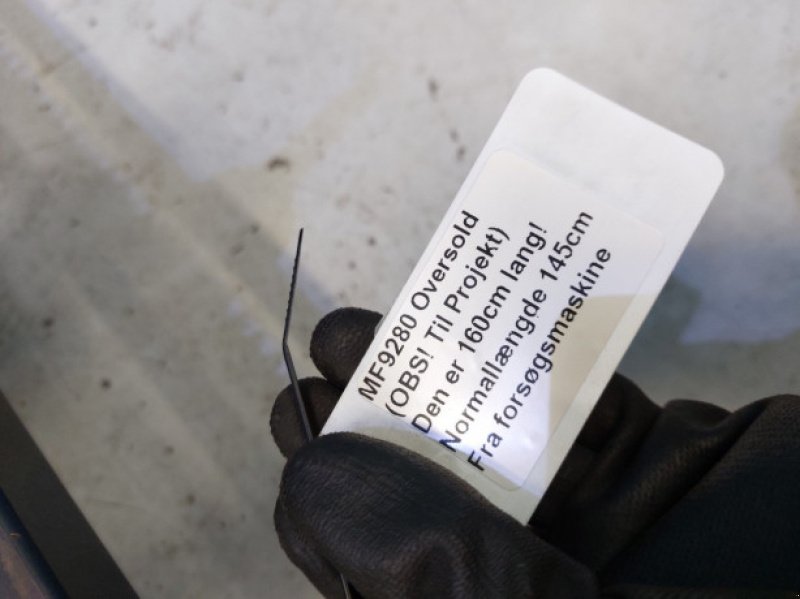 MF9280 Oversold
(OBS! Til Projekt)
Den er 160cm lang!
Normallængde 145cm
Fra forsøgsmaskine